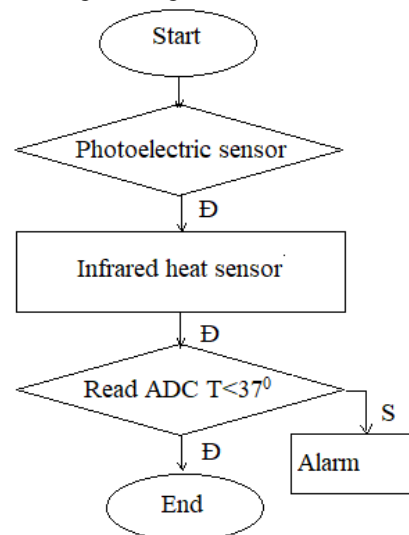 Start
Photoelectric sensor
Đ
Infrared heat sensor
Đ
Read ADC T<37⁰
S
Đ
Alarm
End